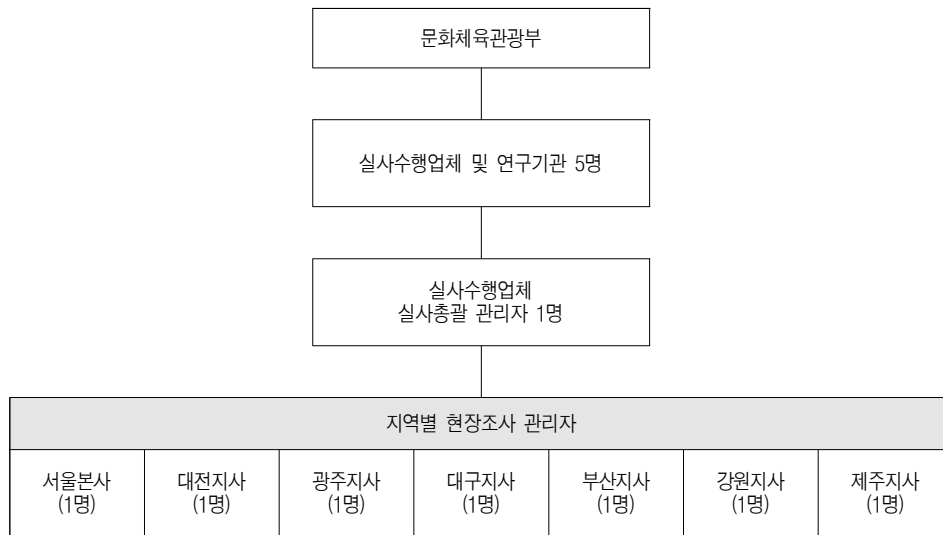 문화체육관광부
실사수행업체 및 연구기관 5명
실사수행업체
실사총괄 관리자 1명
지역별 현장조사 관리자
서울본사 대전지사 광주지사 대구지사 부산지사 강원지사 제주지사
(1명) (1명) (1명) (1명) (1명) (1명) (1명)